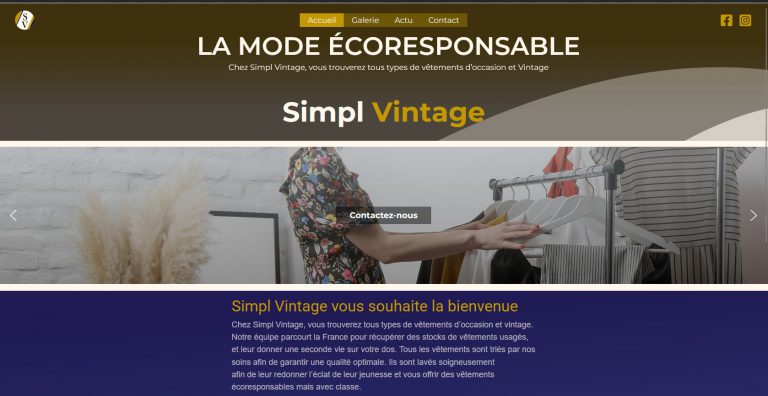 Accueil Galerie Actu Contact
LA MODE ÉCORESPONSABLE
Chez Simpl Vintage, vous trouverez tous types de vêtements d'occasion et Vintage
Simpl Vintage
Contactez-nous
Simpl Vintage vous souhaite la bienvenue
Chez Simpl Vintage, vous trouverez tous types de vêtements d'occasion et vintage.
Notre équipe parcourt la France pour récupérer des stocks de vêtements usagés,
et leur donner une seconde vie sur votre dos. Tous les vêtements sont triés par nos
soins afin de garantir une qualité optimale. Ils sont lavés soigneusement
afin de leur redonner l'éclat de leur jeunesse et vous offrir des vêtements
écoresponsables mais avec classe.